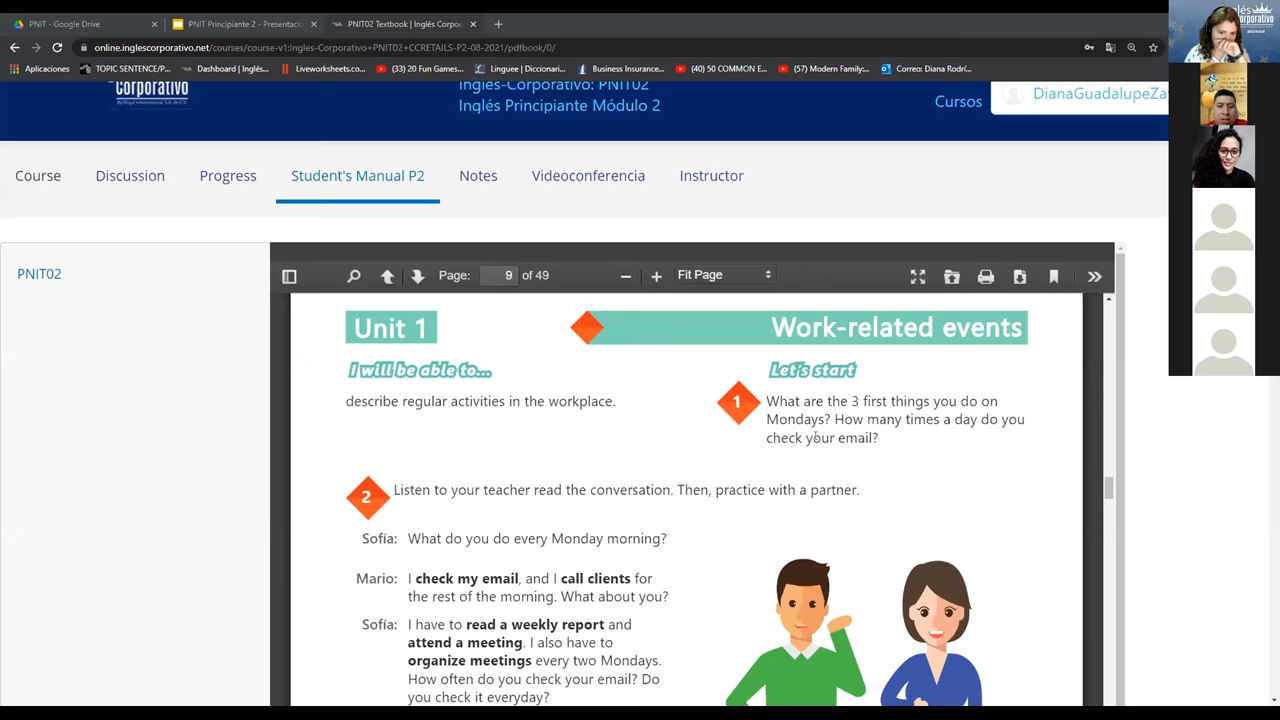 PNIT - Google Drive
PNIT Principiante 2 - Presentacio
PNIT02 Textbook | Inglés Corpora
online.inglescorporativo.net/courses/course-v1:Ingles-Corporativo+PNIT02+CCRETAILS-P2-08-2021/pdfbook/0/
Aplicaciones
TOPIC SENTENCE/P...
Dashboard | Inglés...
Liveworksheets.co...
(33) 20 Fun Games...
Diccionari...
Business Insurance...
(40) 50 COMMON E...
(57) Modern Family:...
Correo: Diana
Corporativo
By Regal International, S.A. de C.V.
Ingles-Corporativo: PNIT02
Inglés Principiante Módulo 2
Cursos
DianaGuadalupeZa
Course
Discussion
Progress
Student's Manual P2
Notes
Videoconferencia
Instructor
PNIT02
Page:
9
of 49
Fit Page
Unit 1
Work-related events
I will be able to...
Let's start
describe regular activities in the workplace.
1
What are the 3 first things you do on
Mondays? How many times a day do you
check your email?
2
Listen to your teacher read the conversation. Then, practice with a partner.
Sofía: What do you do every Monday morning?
Mario: I check my email, and I call clients for
the rest of the morning. What about you?
Sofía: I have to read a weekly report and
attend a meeting. I also have to
organize meetings every two Mondays.
How often do you check your email? Do
you check it everyday?